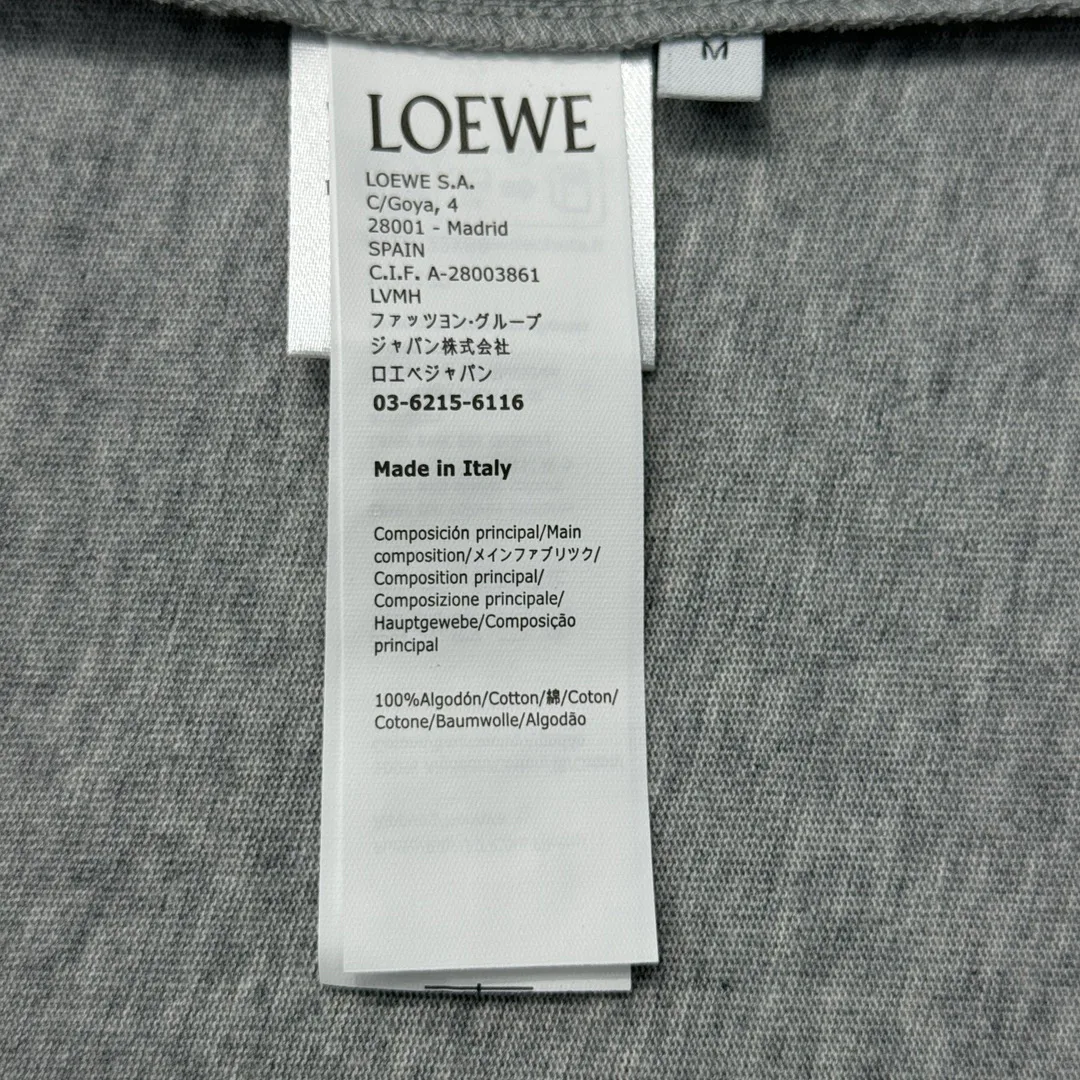 M
LOEWE
LOEWE S.A.
C/Goya, 4
28001 - Madrid
SPAIN
C.I.F. A-28003861
LVMH
ファッツヨン・グループ
ジャパン株式会社
ロエベジャパン
03-6215-6116
Made in Italy
Composición principal/Main
composition/メインファブリツク/
Composition principal/
Composizione principale/
Hauptgewebe/Composição
principal
100%Algodón/Cotton/綿/Coton/
Cotone/Baumwolle/Algodão